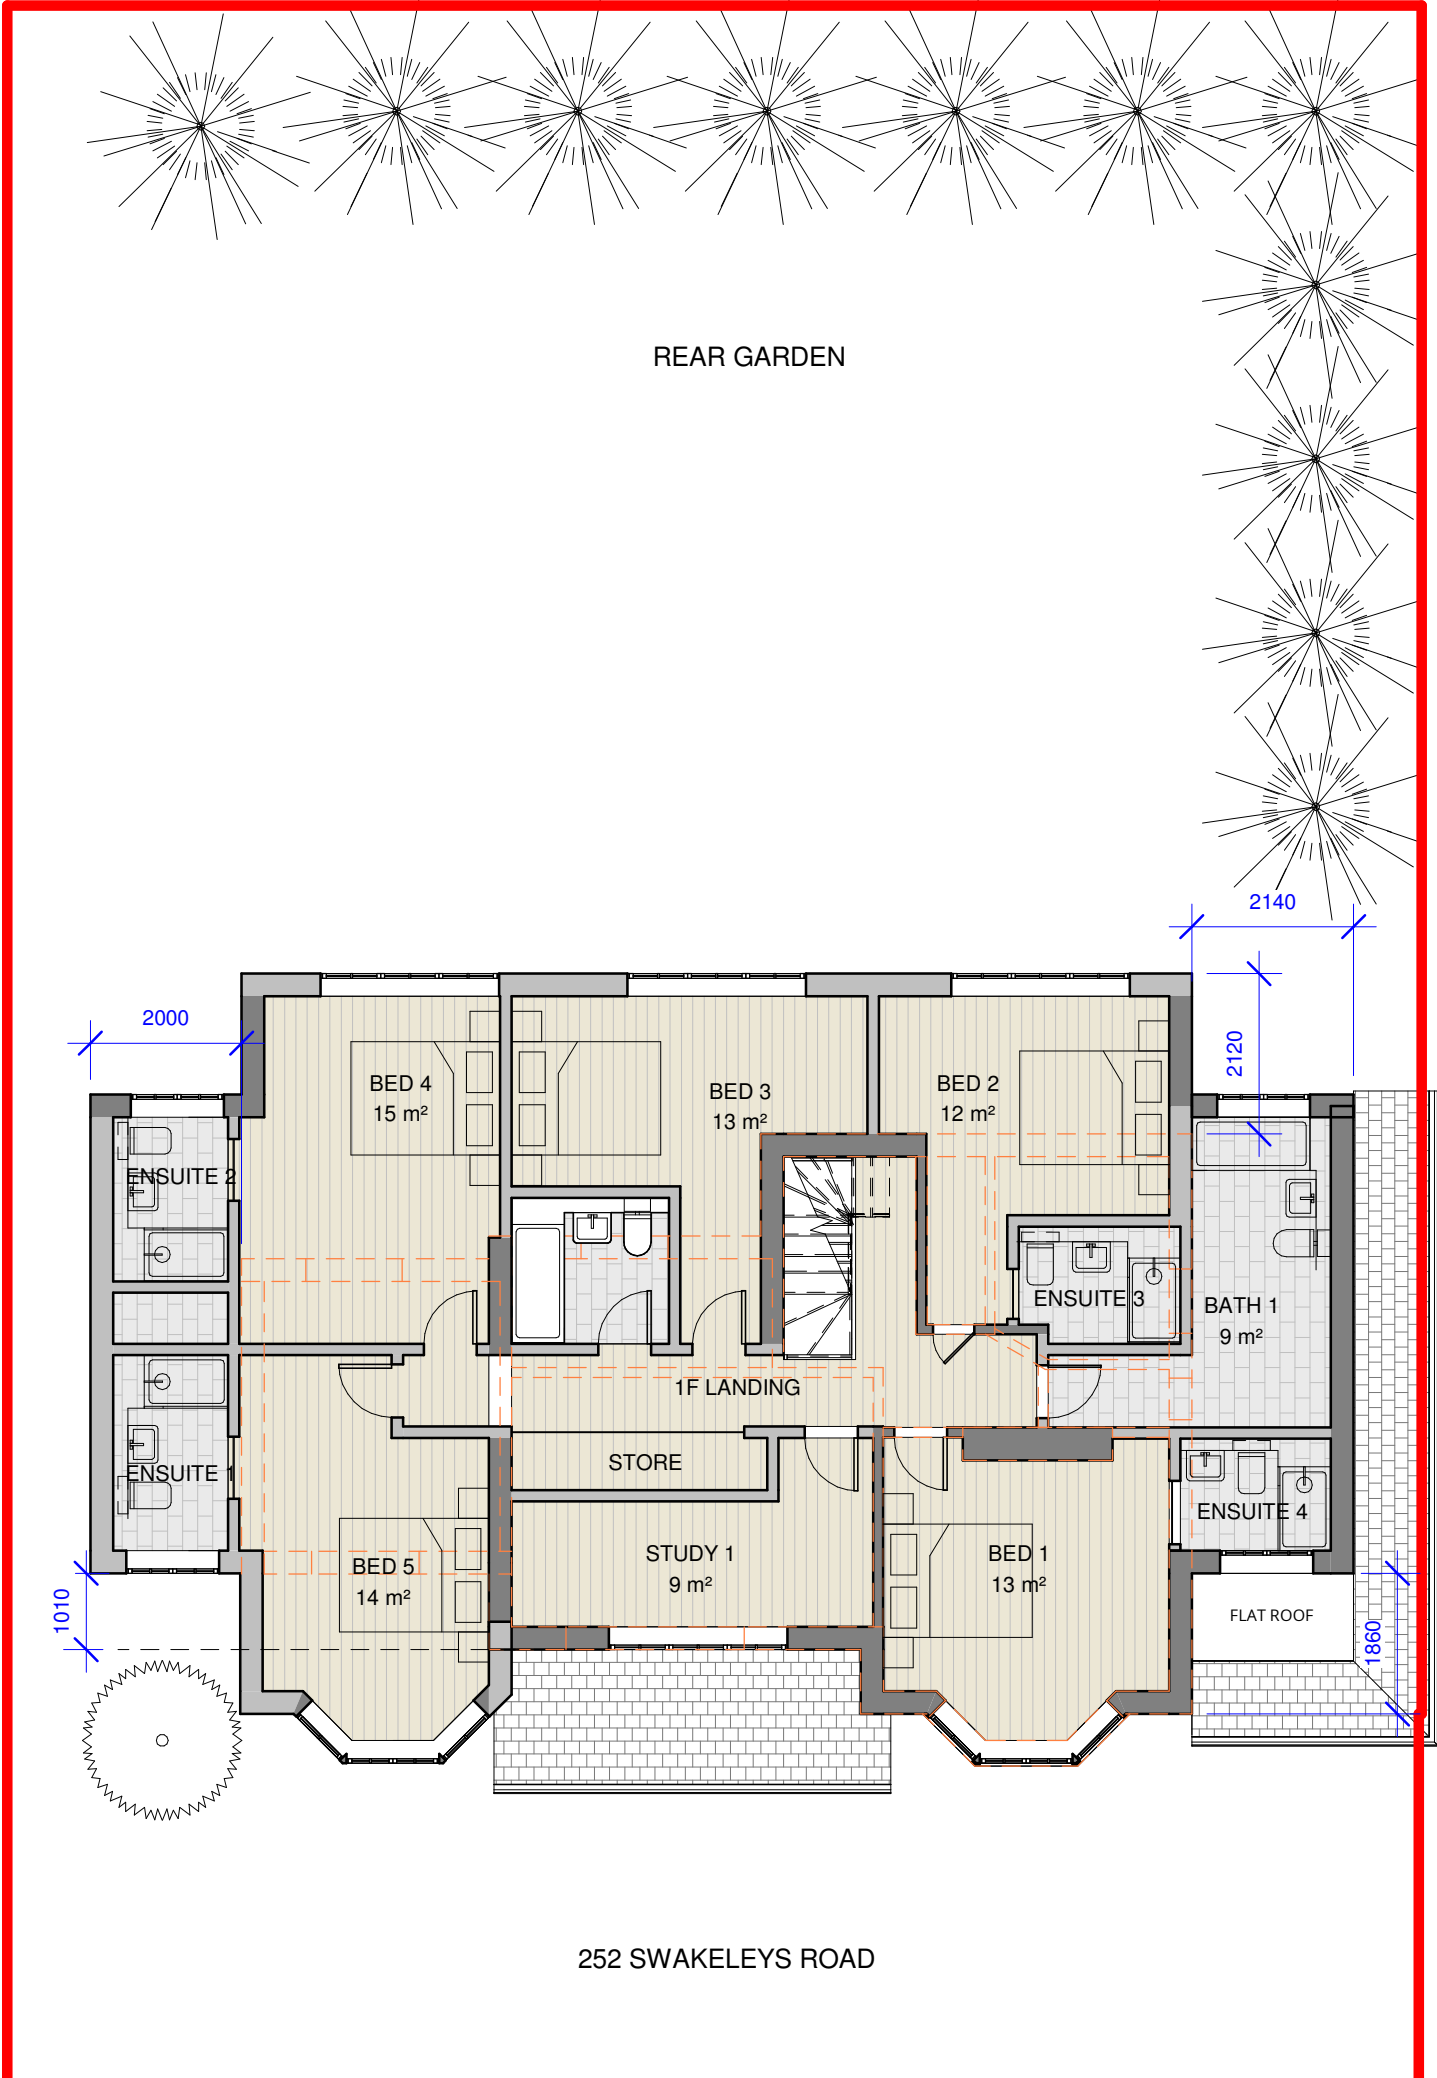 REAR GARDEN
2140
2000
2120
BED 4
15 m²
BED 3
13 m²
BED 2
12 m²
ENSUITE 2
ENSUITE 3
BATH 1
9 m²
1F LANDING
STORE
ENSUITE 1
ENSUITE 4
STUDY 1
9 m²
BED 1
13 m²
BED 5
14 m²
1010
FLAT ROOF
1860
252 SWAKELEYS ROAD